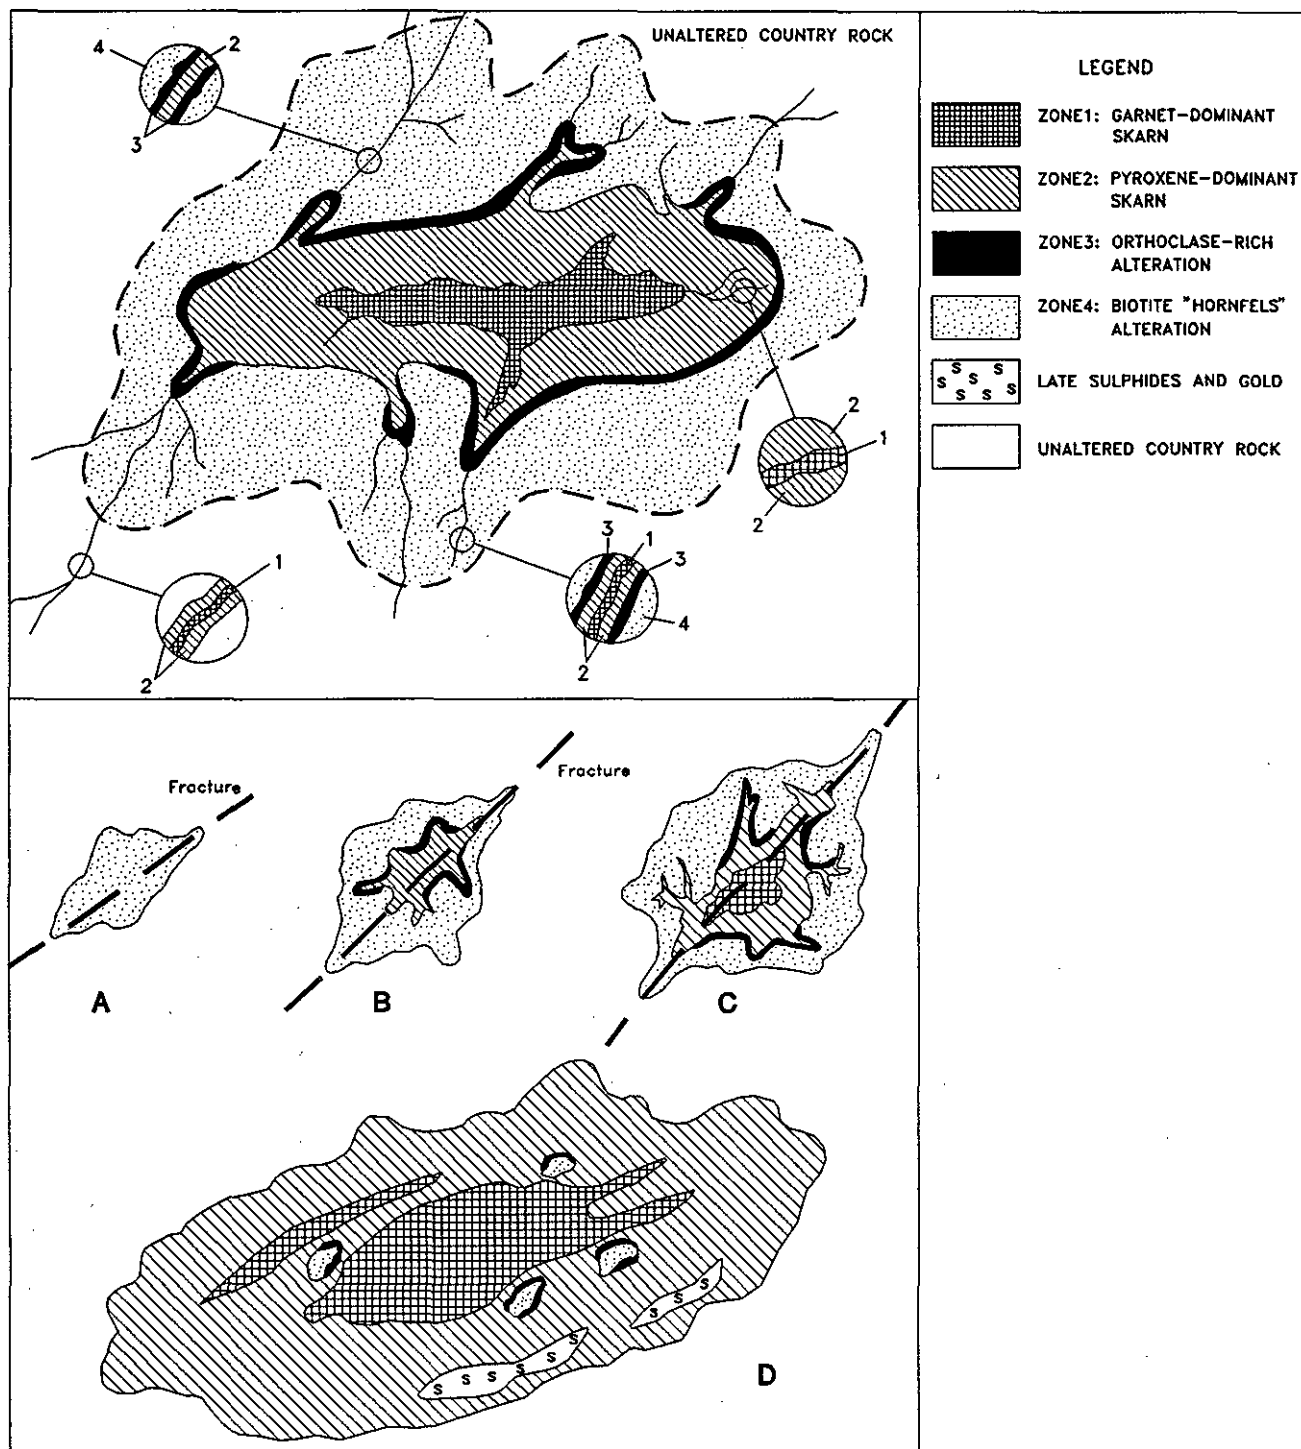 UNALTERED COUNTRY ROCK
4
2
3
2
1
2
3
1
3
4
2
1
2
LEGEND
ZONE1: GARNET-DOMINANT
SKARN
ZONE2: PYROXENE-DOMINANT
SKARN
ZONE3: ORTHOCLASE-RICH
ALTERATION
ZONE4: BIOTITE "HORNFELS"
ALTERATION
S S S S S S S
LATE SULPHIDES AND GOLD
UNALTERED COUNTRY ROCK
Fracture
Fracture
A
B
C
S S S
S S S S S S
D